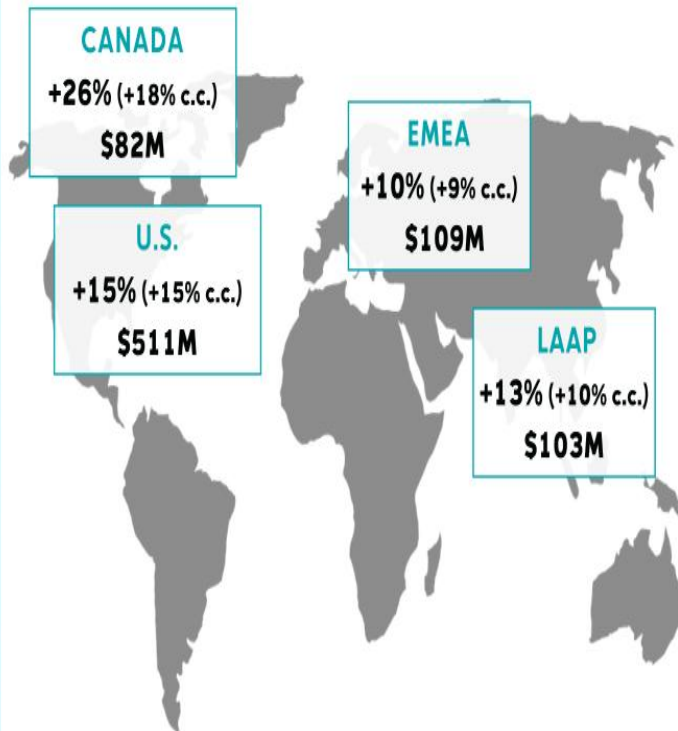 CANADA
+26% (+18% c.c.)
$82M
EMEA
+10% (+9% c.c.)
$109M
U.S.
+15% (+15% c.c.)
$511M
LAAP
+13% (+10% c.c.)
$103M